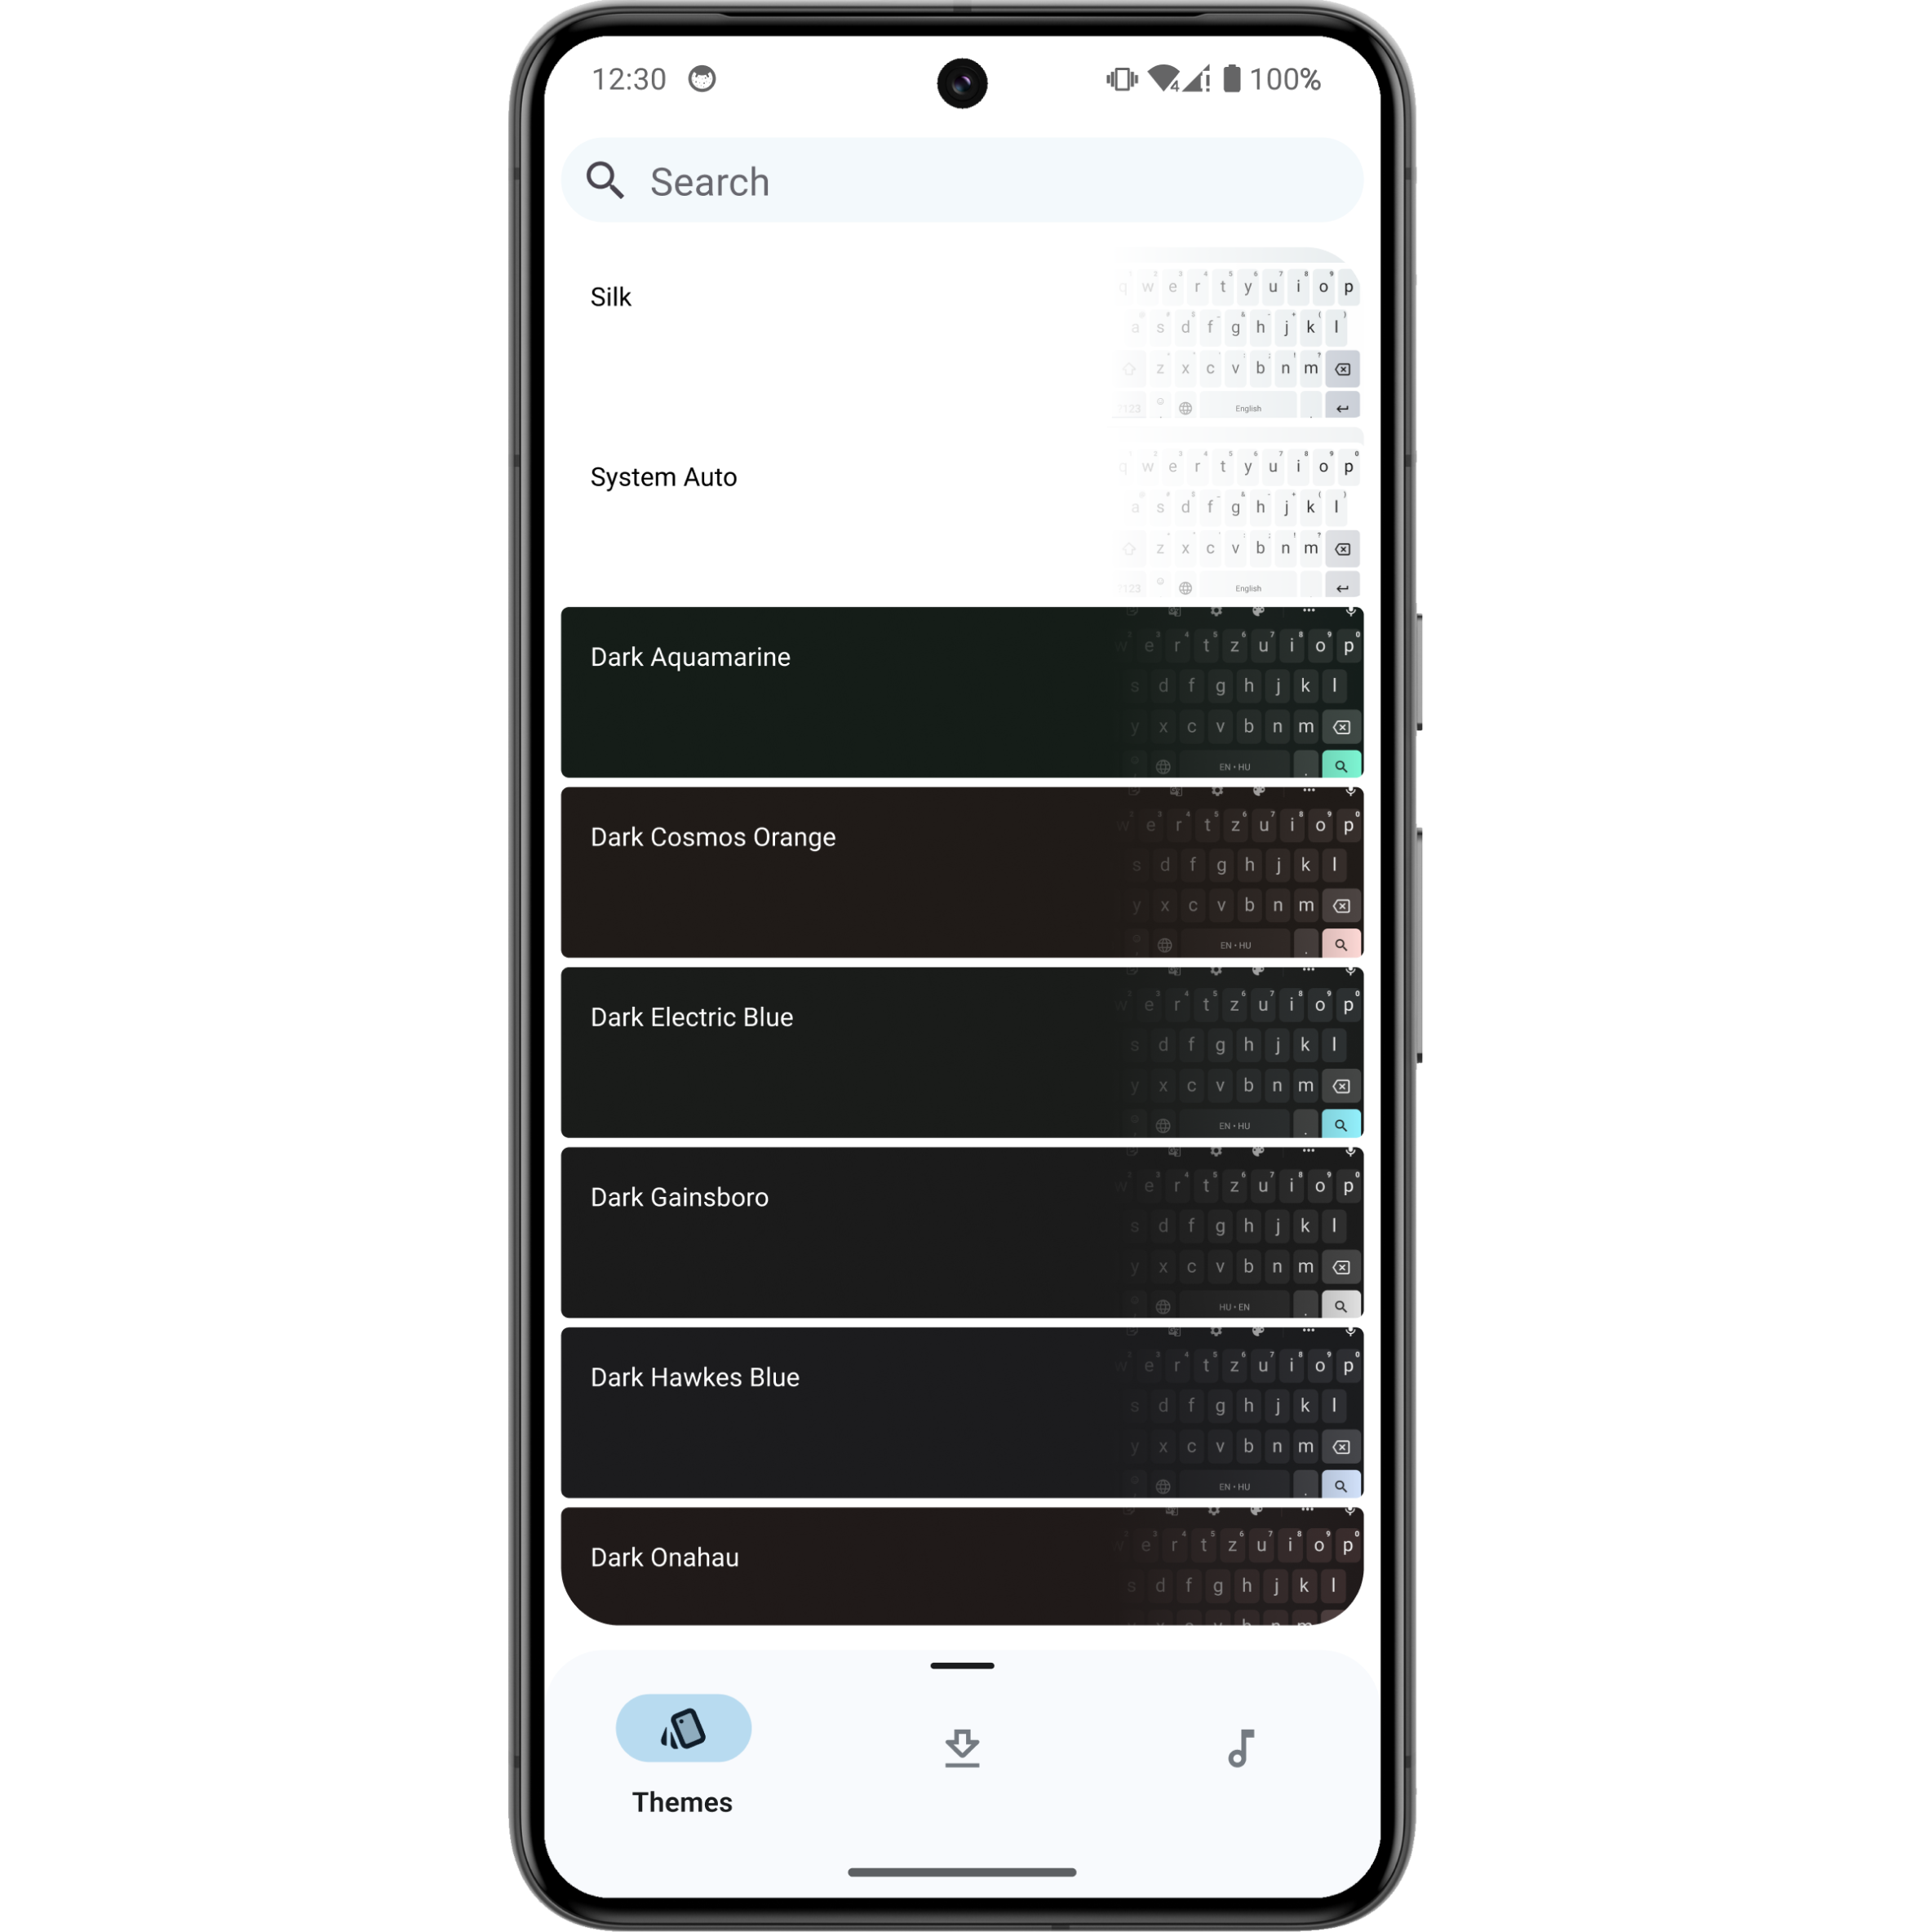 12:30
100%
Search
Silk
q w e r t y u i o p
a s d f g h j k l
z x c v b n m
?123 English
System Auto
q w e r t y u i o p
a s d f g h j k l
z x c v b n m
?123 English
Dark Aquamarine
w e r t z u i o p
s d f g h j k l
y x c v b n m
EN • HU
Dark Cosmos Orange
w e r t z u i o p
s d f g h j k l
y x c v b n m
EN • HU
Dark Electric Blue
w e r t z u i o p
s d f g h j k l
y x c v b n m
EN • HU
Dark Gainsboro
w e r t z u i o p
s d f g h j k l
y x c v b n m
HU • EN
Dark Hawkes Blue
w e r t z u i o p
s d f g h j k l
y x c v b n m
EN • HU
Dark Onahau
w e r t z u i o p
s d f g h j k l
Themes